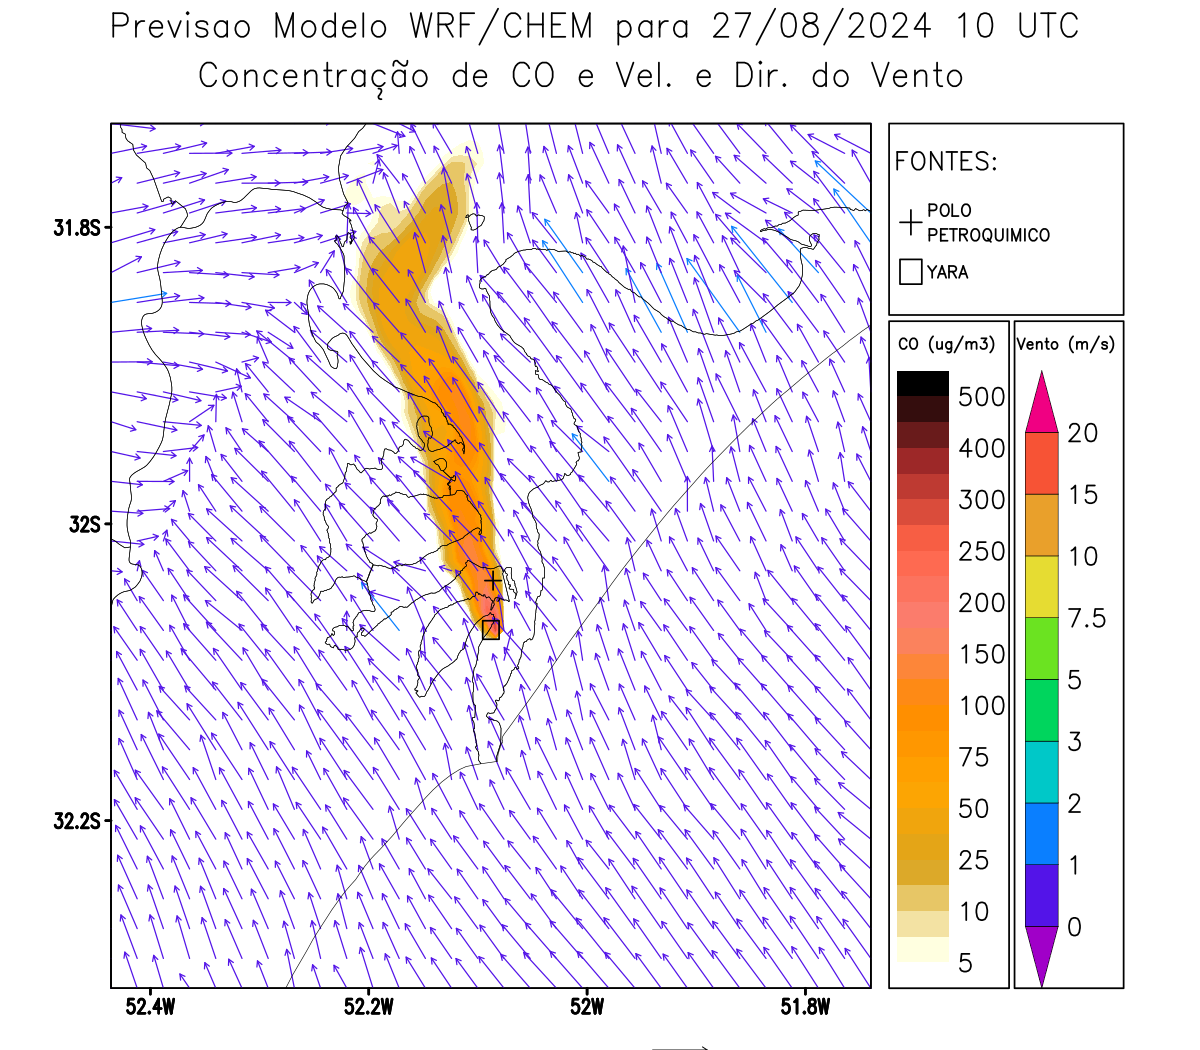 Previsao Modelo WRF/CHEM para 27/08/2024 10 UTC
Concentração de CO e Vel. e Dir. do Vento
FONTES:
POLO
PETROQUIMICO
YARA
CO (ug/m3)
500
400
300
250
200
150
100
75
50
25
10
5
Vento (m/s)
20
15
10
7.5
5
3
2
1
0
31.8S
32S
32.2S
52.4W
52.2W
52W
51.8W